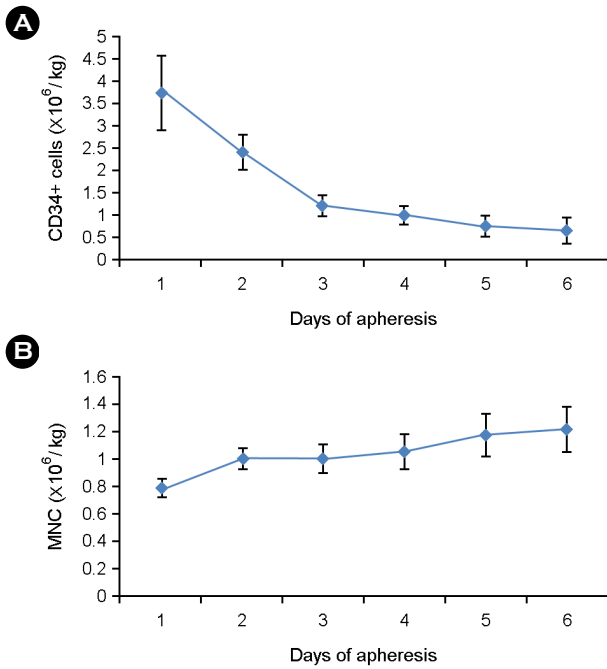 A
CD34+ cells (×10⁶/kg)
5
4.5
4
3.5
3
2.5
2
1.5
1
0.5
0
1 2 3 4 5 6
Days of apheresis
B
MNC (×10⁶/kg)
1.6
1.4
1.2
1
0.8
0.6
0.4
0.2
0
1 2 3 4 5 6
Days of apheresis